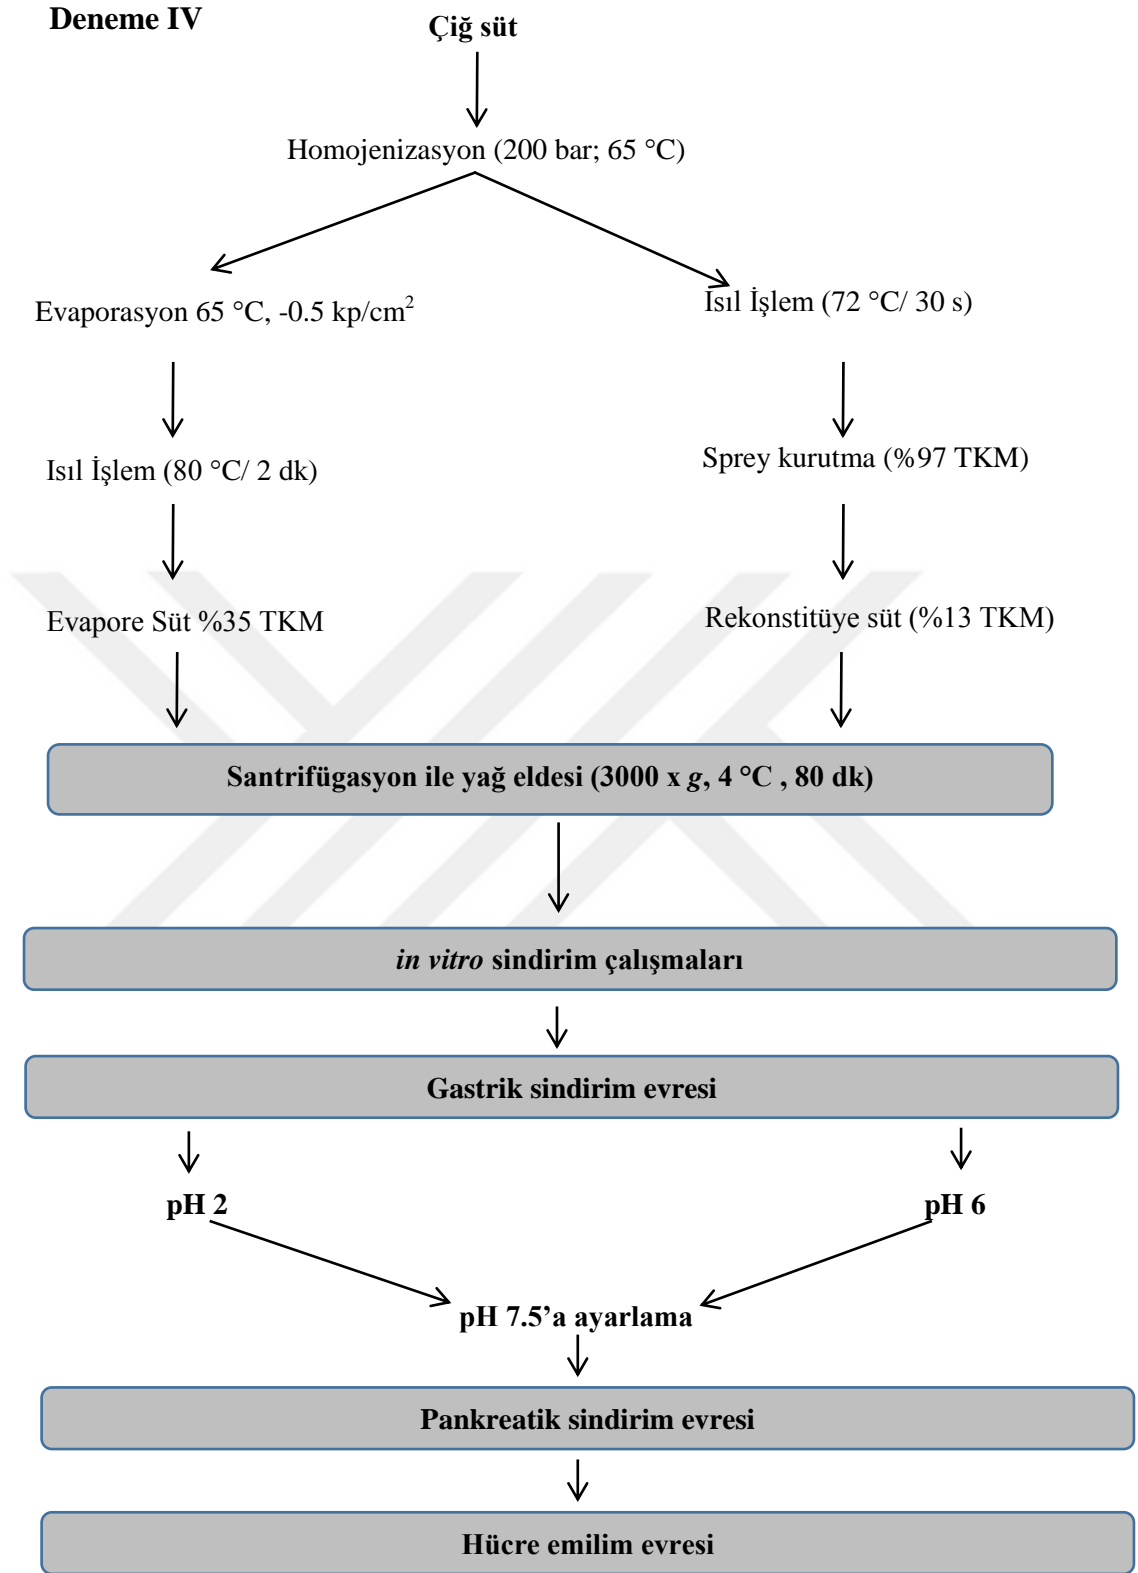 Deneme IV
Çiğ süt
Homojenizasyon (200 bar; 65 °C)
Evaporasyon 65 °C, -0.5 kp/cm²
Isıl İşlem (72 °C/ 30 s)
Isıl İşlem (80 °C/ 2 dk)
Sprey kurutma (%97 TKM)
Evapore Süt %35 TKM
Rekonstitüye süt (%13 TKM)
Santrifügasyon ile yağ eldesi (3000 x g, 4 °C , 80 dk)
in vitro sindirim çalışmaları
Gastrik sindirim evresi
pH 2
pH 6
pH 7.5’a ayarlama
Pankreatik sindirim evresi
Hücre emilim evresi